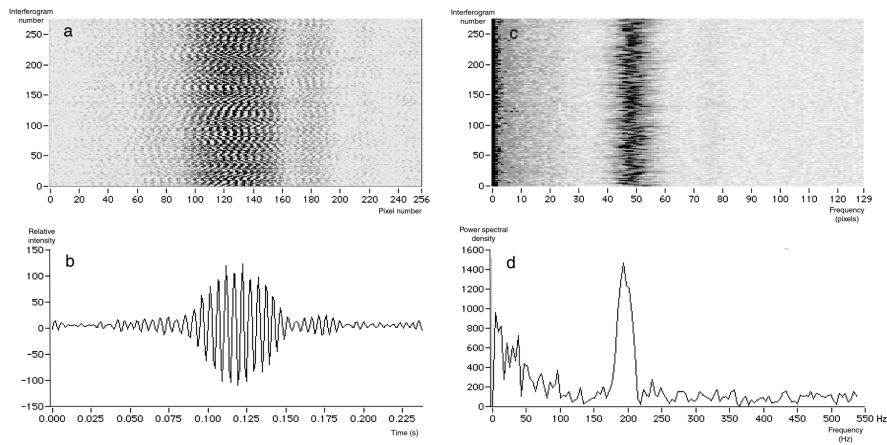 Interferogram
number
a
250
200
150
100
50
0
0 20 40 60 80 100 120 140 160 180 200 220 240 256
Pixel number
Interferogram
number
c
250
200
150
100
50
0
0 10 20 30 40 50 60 70 80 90 100 110 120 129
Frequency
(pixels)
Relative
intensity
b
150
100
50
0
−50
−100
−150
0.000 0.025 0.050 0.075 0.100 0.125 0.150 0.175 0.200 0.225
Time (s)
Power spectral
density
d
1600
1400
1200
1000
800
600
400
200
0
0 50 100 150 200 250 300 350 400 450 500 550 Hz
Frequency
(Hz)